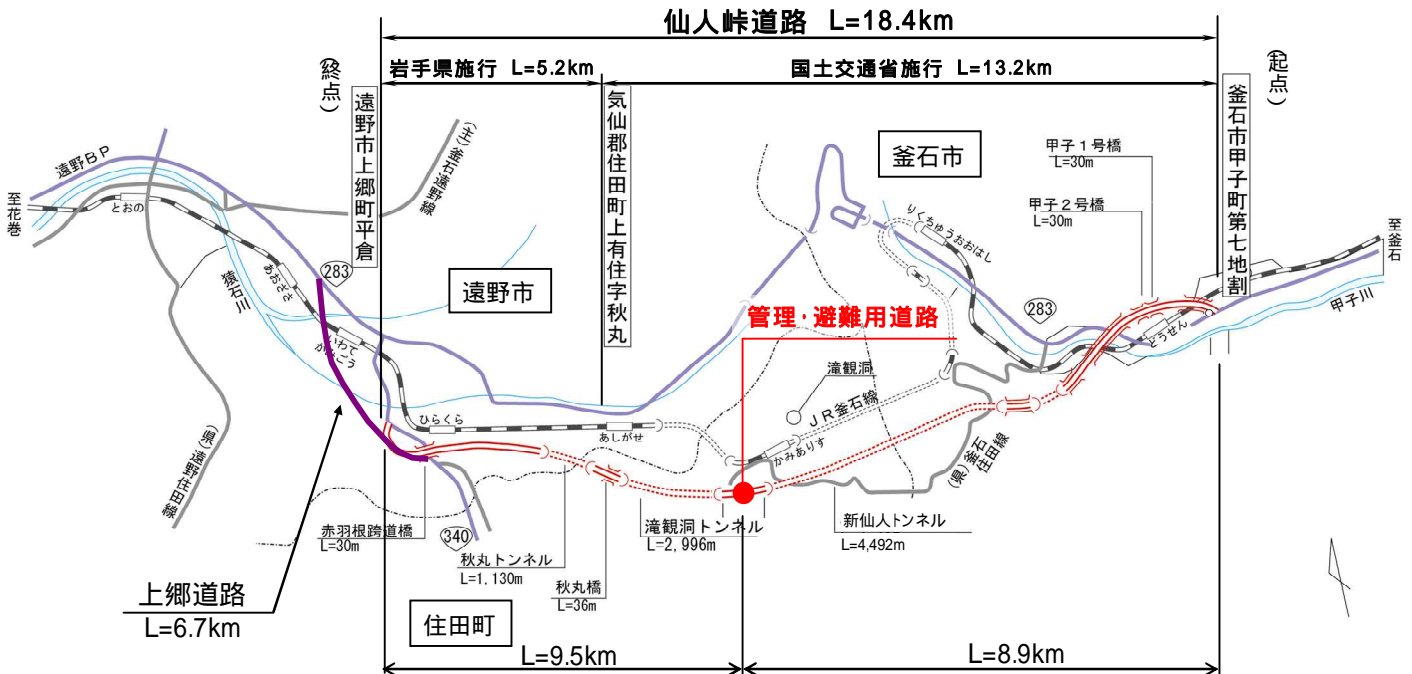 仙人峠道路 L=18.4km
岩手県施行 L=5.2km
国土交通省施行 L=13.2km
(終点)
遠野市上郷町平倉
気仙郡住田町上有住字秋丸
(起点)
釜石市甲子町第七地割
遠野BP
至花巻
とおの
(主)釜石遠野線
釜石市
甲子1号橋
L=30m
甲子2号橋
L=30m
りくちゅうおおはし
至釜石
あおざさ
283
猿石川
遠野市
管理・避難用道路
283
甲子川
どうせん
いわて
かみごう
滝観洞
JR釜石線
ひらくら
あしがせ
かみありす
(県)遠野住田線
(県)釜石
住田線
赤羽根跨道橋
L=30m
340
滝観洞トンネル
L=2,996m
新仙人トンネル
L=4,492m
秋丸トンネル
L=1,130m
秋丸橋
L=36m
上郷道路
L=6.7km
住田町
L=9.5km
L=8.9km